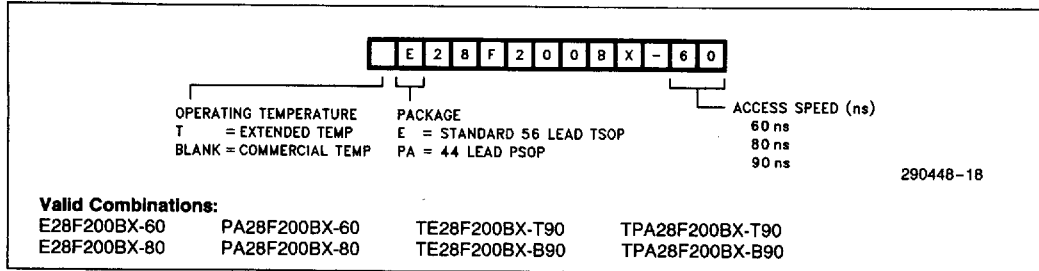 E28F200BX-60
OPERATING TEMPERATURE
T = EXTENDED TEMP
BLANK = COMMERCIAL TEMP
PACKAGE
E = STANDARD 56 LEAD TSOP
PA = 44 LEAD PSOP
ACCESS SPEED (ns)
60 ns
80 ns
90 ns
290448-18
Valid Combinations:
E28F200BX-60 PA28F200BX-60 TE28F200BX-T90 TPA28F200BX-T90
E28F200BX-80 PA28F200BX-80 TE28F200BX-B90 TPA28F200BX-B90